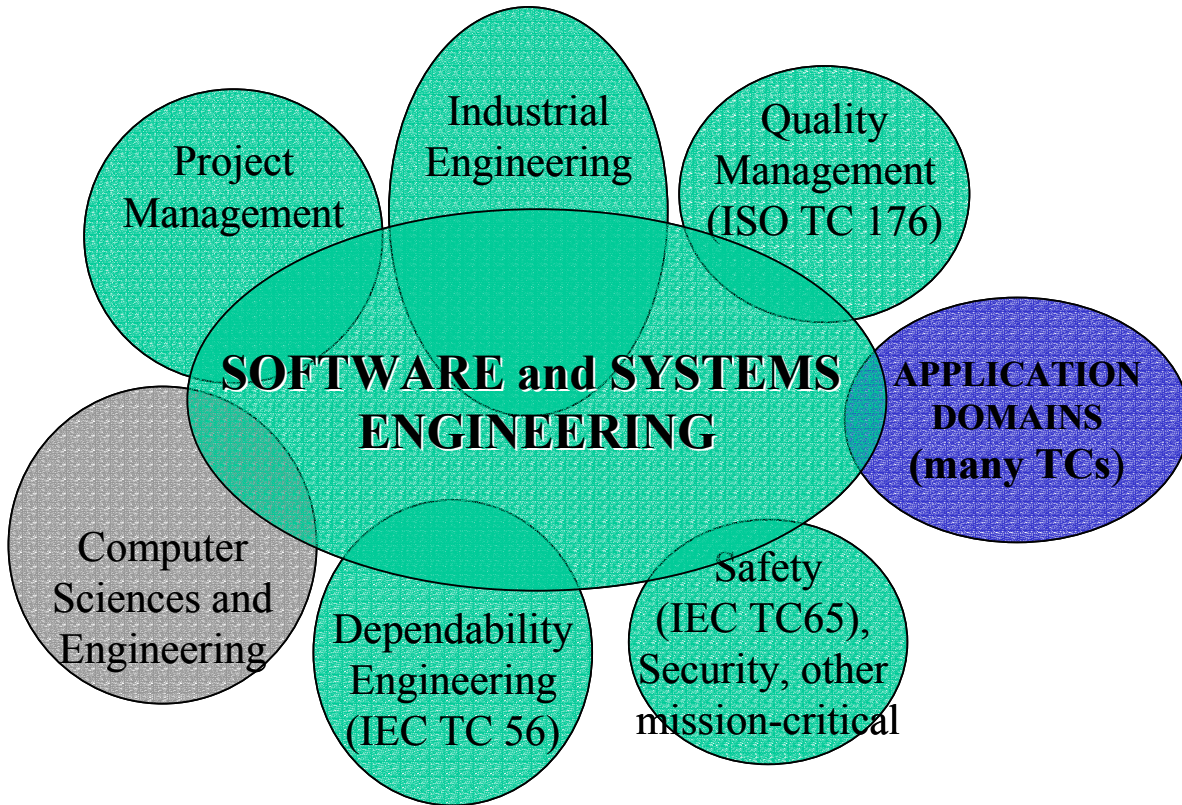 Industrial
Engineering
Quality
Management
(ISO TC 176)
Project
Management
SOFTWARE and SYSTEMS
ENGINEERING
APPLICATION
DOMAINS
(many TCs)
Computer
Sciences and
Engineering
Dependability
Engineering
(IEC TC 56)
Safety
(IEC TC65),
Security, other
mission-critical